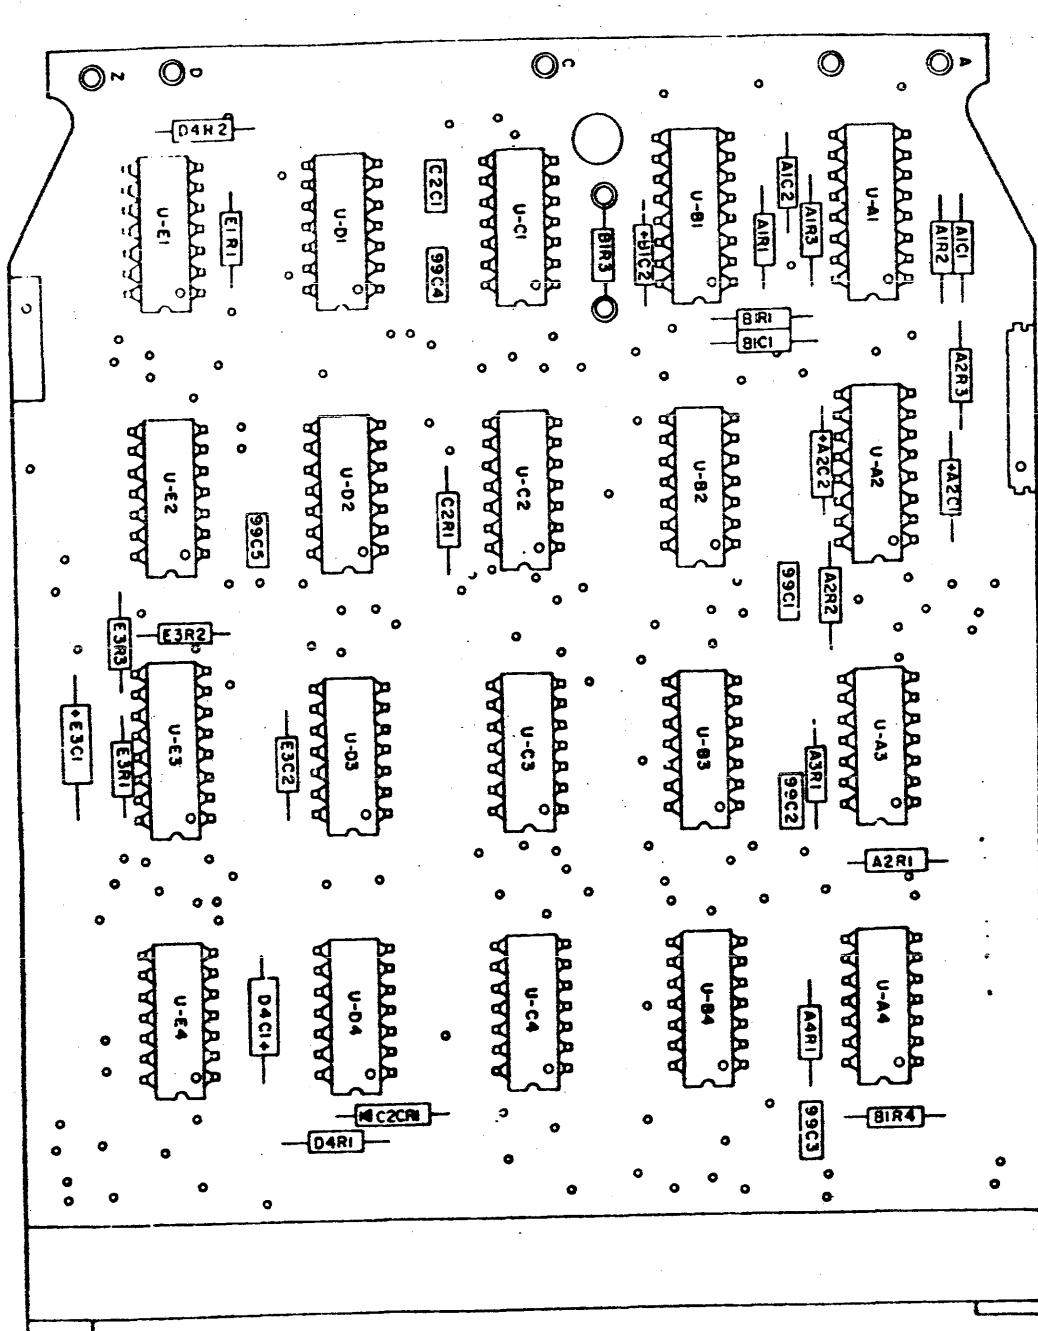 Z
D
C
A
D4R2
U-E1
E1R1
U-D1
C2C1
99C4
U-C1
B1R3
+B1C2
U-B1
A1R1
A1C2
A1R3
U-A1
A1R2
A1C1
B1R1
B1C1
A2R3
U-E2
99C5
U-D2
C2R1
U-C2
U-B2
+A2C2
U-A2
+A2C1
99C1
A2R2
E3R3
E3R2
+E3C1
E3R1
U-E3
E3C2
U-D3
U-C3
U-B3
99C2
A3R1
U-A3
A2R1
U-E4
D4C1+
U-D4
U-C4
U-B4
A4R1
U-A4
C2CR1
D4R1
99C3
B1R4